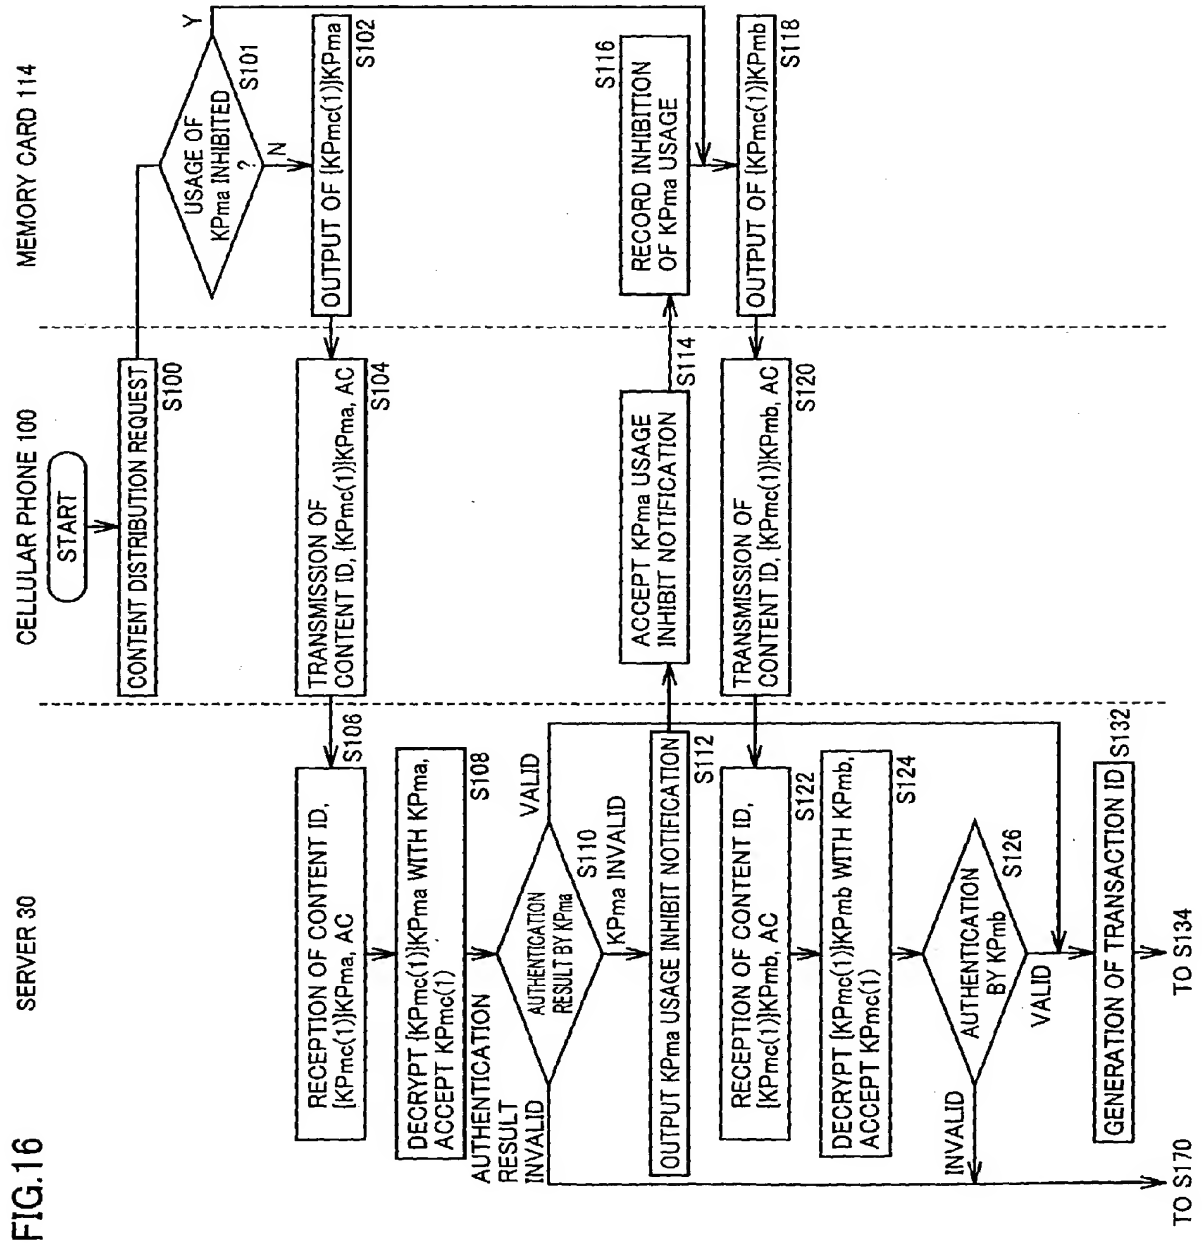 FIG.16
SERVER 30
CELLULAR PHONE 100
MEMORY CARD 114
START
CONTENT DISTRIBUTION REQUEST
S100
USAGE OF
KPma INHIBITED
?
S101
Y
N
OUTPUT OF {KPmc(1)}KPma
S102
TRANSMISSION OF
CONTENT ID, {KPmc(1)}KPma, AC
S104
RECEPTION OF CONTENT ID,
{KPmc(1)}KPma, AC
S106
DECRYPT {KPmc(1)}KPma WITH KPma,
ACCEPT KPmc(1)
S108
AUTHENTICATION
RESULT
INVALID
AUTHENTICATION
RESULT BY KPma
S110
VALID
KPma INVALID
OUTPUT KPma USAGE INHIBIT NOTIFICATION
S112
ACCEPT KPma USAGE
INHIBIT NOTIFICATION
S114
RECORD INHIBITION
OF KPma USAGE
S116
OUTPUT OF {KPmc(1)}KPmb
S118
TRANSMISSION OF
CONTENT ID, {KPmc(1)}KPmb, AC
S120
RECEPTION OF CONTENT ID,
{KPmc(1)}KPmb, AC
S122
DECRYPT {KPmc(1)}KPmb WITH KPmb,
ACCEPT KPmc(1)
S124
AUTHENTICATION
BY KPmb
S126
INVALID
VALID
GENERATION OF TRANSACTION ID
S132
TO S170
TO S134